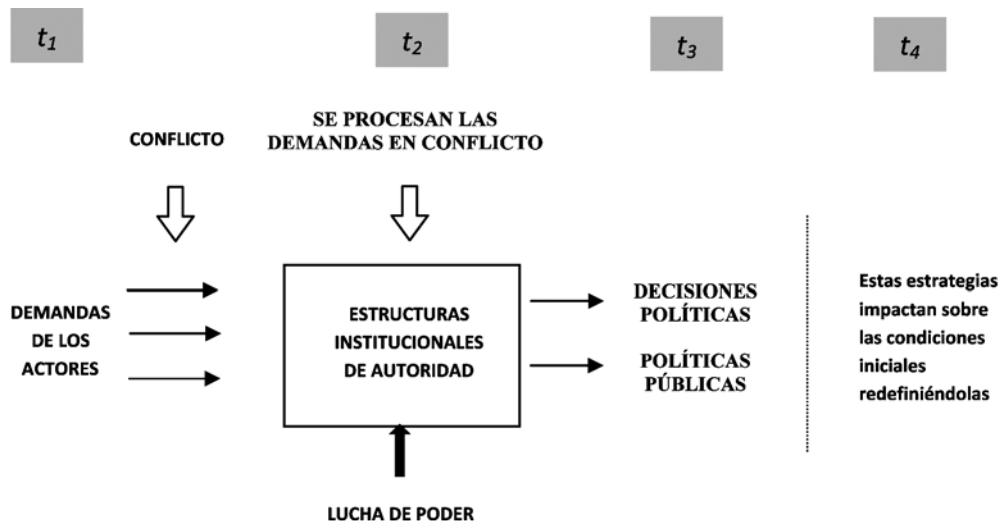 t1
t2
t3
t4
CONFLICTO
SE PROCESAN LAS
DEMANDAS EN CONFLICTO
DEMANDAS
DE LOS
ACTORES
ESTRUCTURAS
INSTITUCIONALES
DE AUTORIDAD
DECISIONES
POLÍTICAS
POLÍTICAS
PÚBLICAS
Estas estrategias
impactan sobre
las condiciones
iniciales
redefiniéndolas
LUCHA DE PODER